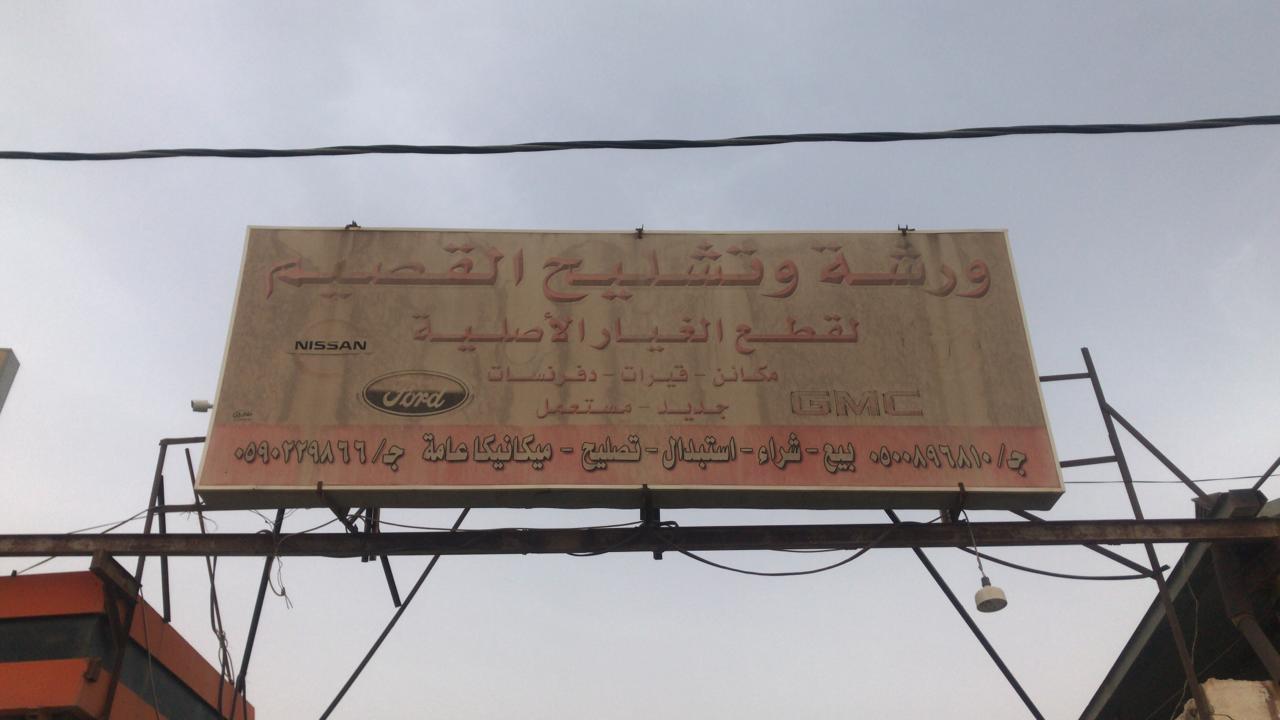 ورشة وتشليح القصيم
لقطع الغيار الأصلية
NISSAN
مكائن - قيرات - دفرنسات
Ford
جديد - مستعمل
GMC
ج/ ٠٥٠٠٨٩٦٨١٠ بيع - شراء - استبدال - تصليح - ميكانيكا عامة ج/ ٠٥٩٠٢٢٩٨٦٦